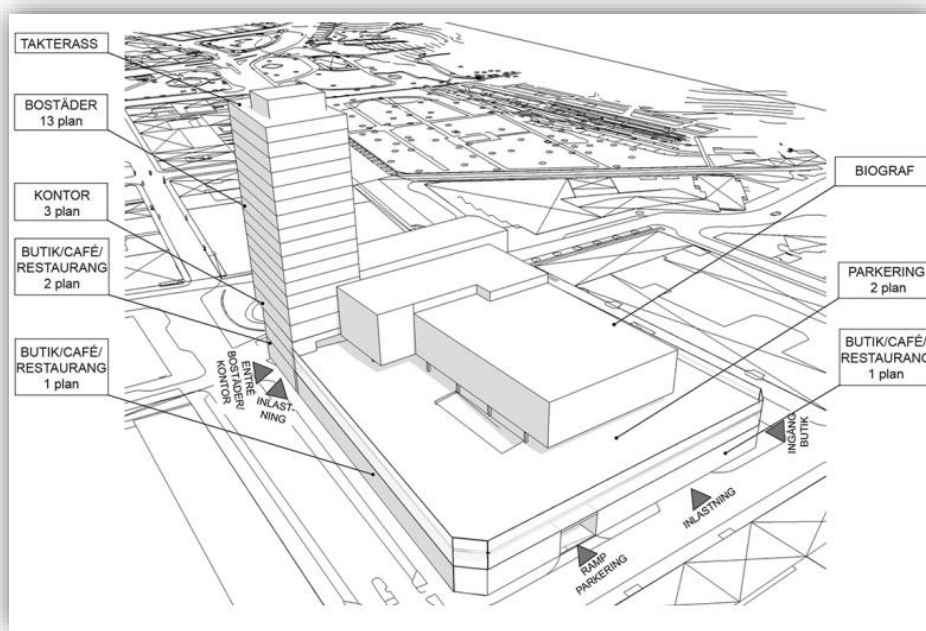 TAKTERASS
BOSTÄDER
13 plan
KONTOR
3 plan
BUTIK/CAFÉ/
RESTAURANG
2 plan
BUTIK/CAFÉ/
RESTAURANG
1 plan
ENTRÉ
BOSTÄDER/
KONTOR
INLAST-
NING
BIOGRAF
PARKERING
2 plan
BUTIK/CAFÉ/
RESTAURANG
1 plan
INGÅNG
BUTIK
INLASTNING
RAMP
PARKERING